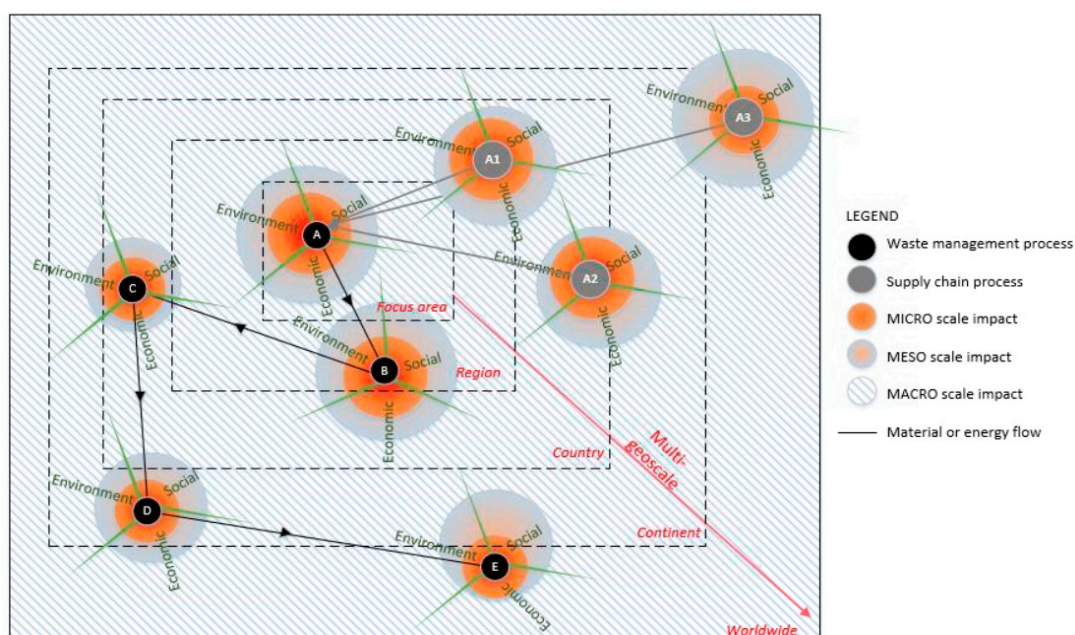 Environment
Social
A3
Economic
Environment
Social
A1
Economic
Environment
Social
A
Economic
Environment
Social
A2
Economic
Environment
Social
C
Economic
Focus area
Environment
Social
B
Economic
Region
Country
Multi-
geoscale
Continent
Worldwide
Environment
Social
D
Economic
Environment
Social
E
Economic
LEGEND
Waste management process
Supply chain process
MICRO scale impact
MESO scale impact
MACRO scale impact
Material or energy flow